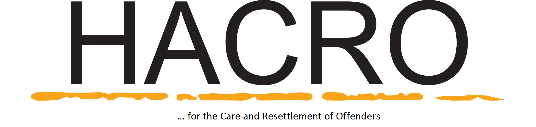 HACRO
... for the Care and Resettlement of Offenders